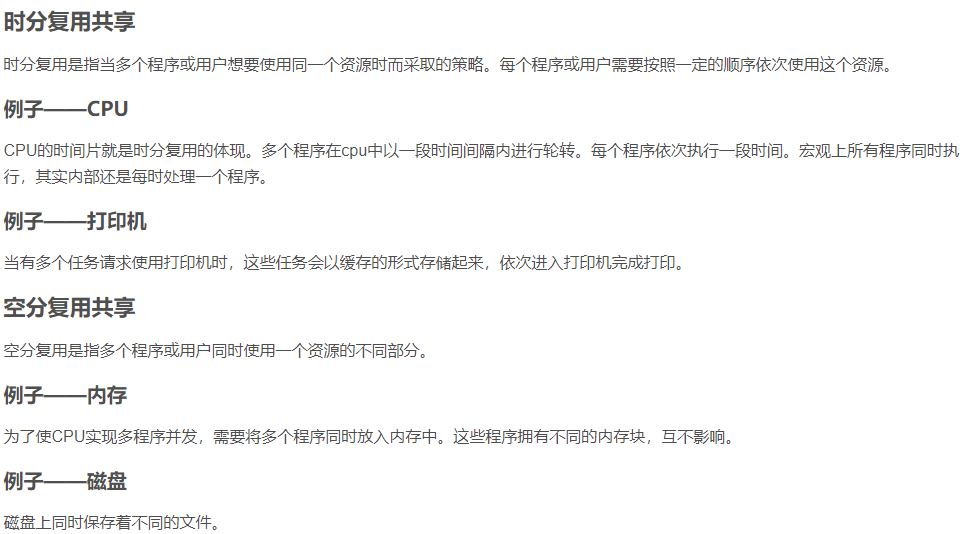 时分复用共享
时分复用是指当多个程序或用户想要使用同一个资源时而采取的策略。每个程序或用户需要按照一定的顺序依次使用这个资源。
例子——CPU
CPU的时间片就是时分复用的体现。多个程序在cpu中以一段时间间隔内进行轮转。每个程序依次执行一段时间。宏观上所有程序同时执
行，其实内部还是每时处理一个程序。
例子——打印机
当有多个任务请求使用打印机时，这些任务会以缓存的形式存储起来，依次进入打印机完成打印。
空分复用共享
空分复用是指多个程序或用户同时使用一个资源的不同部分。
例子——内存
为了使CPU实现多程序并发，需要将多个程序同时放入内存中。这些程序拥有不同的内存块，互不影响。
例子——磁盘
磁盘上同时保存着不同的文件。